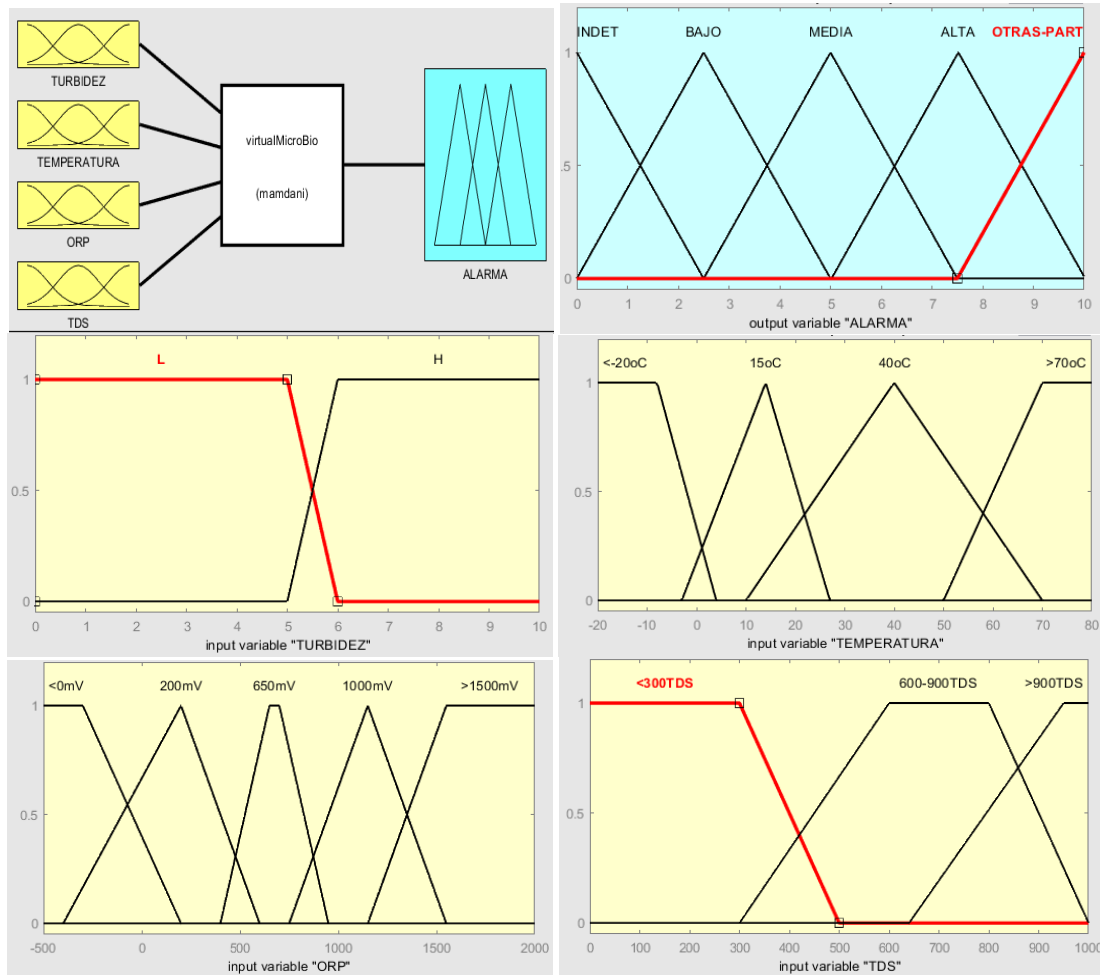 TURBIDEZ
TEMPERATURA
ORP
TDS
virtualMicroBio
(mamdani)
ALARMA
INDET BAJO MEDIA ALTA OTRAS-PART
1
.5
0
0 1 2 3 4 5 6 7 8 9 10
output variable "ALARMA"
L H
1
0.5
0
0 1 2 3 4 5 6 7 8 9 10
input variable "TURBIDEZ"
<-20oC 15oC 40oC >70oC
1
0.5
0
-20 -10 0 10 20 30 40 50 60 70 80
input variable "TEMPERATURA"
<0mV 200mV 650mV 1000mV >1500mV
1
0.5
0
-500 0 500 1000 1500 2000
input variable "ORP"
<300TDS 600-900TDS >900TDS
1
0.5
0
0 100 200 300 400 500 600 700 800 900 1000
input variable "TDS"